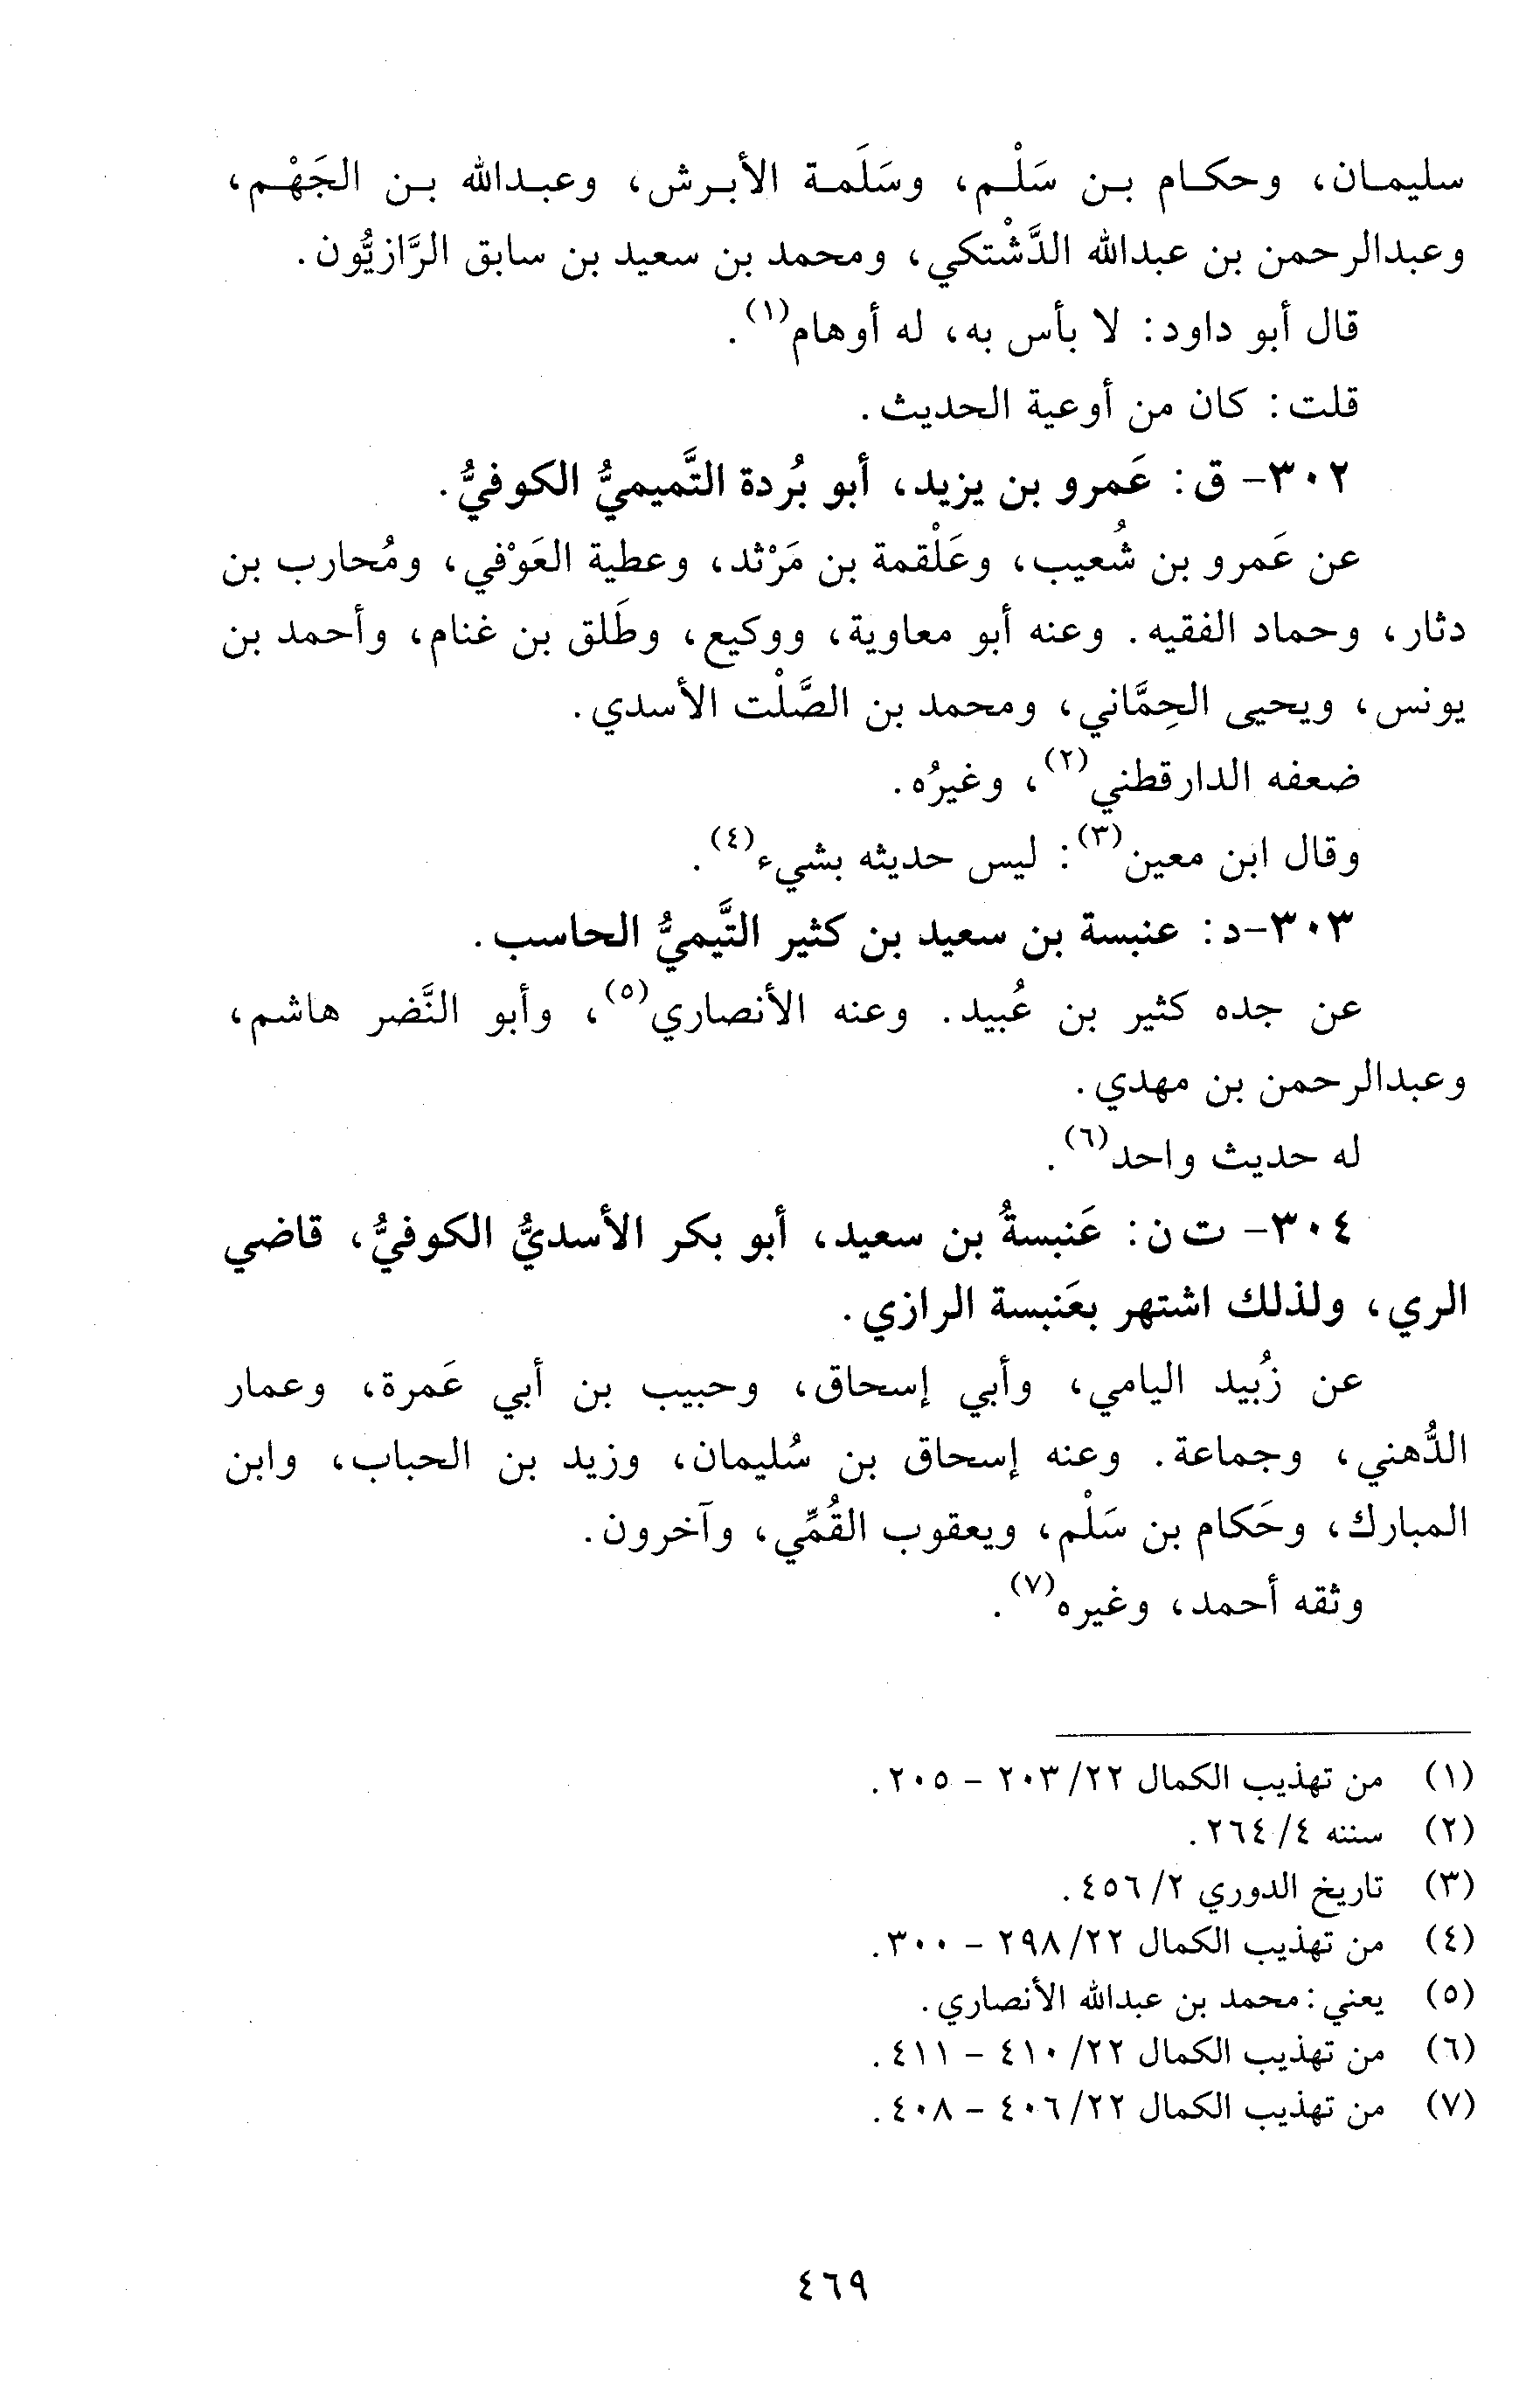 سليمان، وحكام بن سَلْم، وسَلَمة الأبرش، وعبدالله بن الجَهْم،
وعبدالرحمن بن عبدالله الدَّشْتكي، ومحمد بن سعيد بن سابق الرَّازيُّون.
قال أبو داود: لا بأس به، له أوهام(١).
قلت: كان من أوعية الحديث.
٣٠٢- ق: عَمرو بن يزيد، أبو بُردة التَّميميُّ الكوفيُّ.
عن عَمرو بن شُعيب، وعَلْقمة بن مَرْثد، وعطية العَوْفي، ومُحارب بن
دثار، وحماد الفقيه. وعنه أبو معاوية، ووكيع، وطَلق بن غنام، وأحمد بن
يونس، ويحيى الحِمَّاني، ومحمد بن الصَّلْت الأسدي.
ضعفه الدارقطني(٢)، وغيرُه.
وقال ابن معين(٣): ليس حديثه بشيء(٤).
٣٠٣-د: عنبسة بن سعيد بن كثير التَّيميُّ الحاسب.
عن جده كثير بن عُبيد. وعنه الأنصاري(٥)، وأبو النَّضر هاشم،
وعبدالرحمن بن مهدي.
له حديث واحد(٦).
٣٠٤- ت ن: عَنبسةُ بن سعيد، أبو بكر الأسديُّ الكوفيُّ، قاضي
الري، ولذلك اشتهر بعَنبسة الرازي.
عن زُبيد اليامي، وأبي إسحاق، وحبيب بن أبي عَمرة، وعمار
الدُّهني، وجماعة. وعنه إسحاق بن سُليمان، وزيد بن الحباب، وابن
المبارك، وحَكام بن سَلْم، ويعقوب القُمِّي، وآخرون.
وثقه أحمد، وغيره(٧).
(١) من تهذيب الكمال ٢٢/ ٢٠٣ - ٢٠٥.
(٢) سننه ٤/ ٢٦٤.
(٣) تاريخ الدوري ٢/ ٤٥٦.
(٤) من تهذيب الكمال ٢٢/ ٢٩٨ - ٣٠٠.
(٥) يعني: محمد بن عبدالله الأنصاري.
(٦) من تهذيب الكمال ٢٢/ ٤١٠ - ٤١١.
(٧) من تهذيب الكمال ٢٢/ ٤٠٦ - ٤٠٨.
٤٦٩